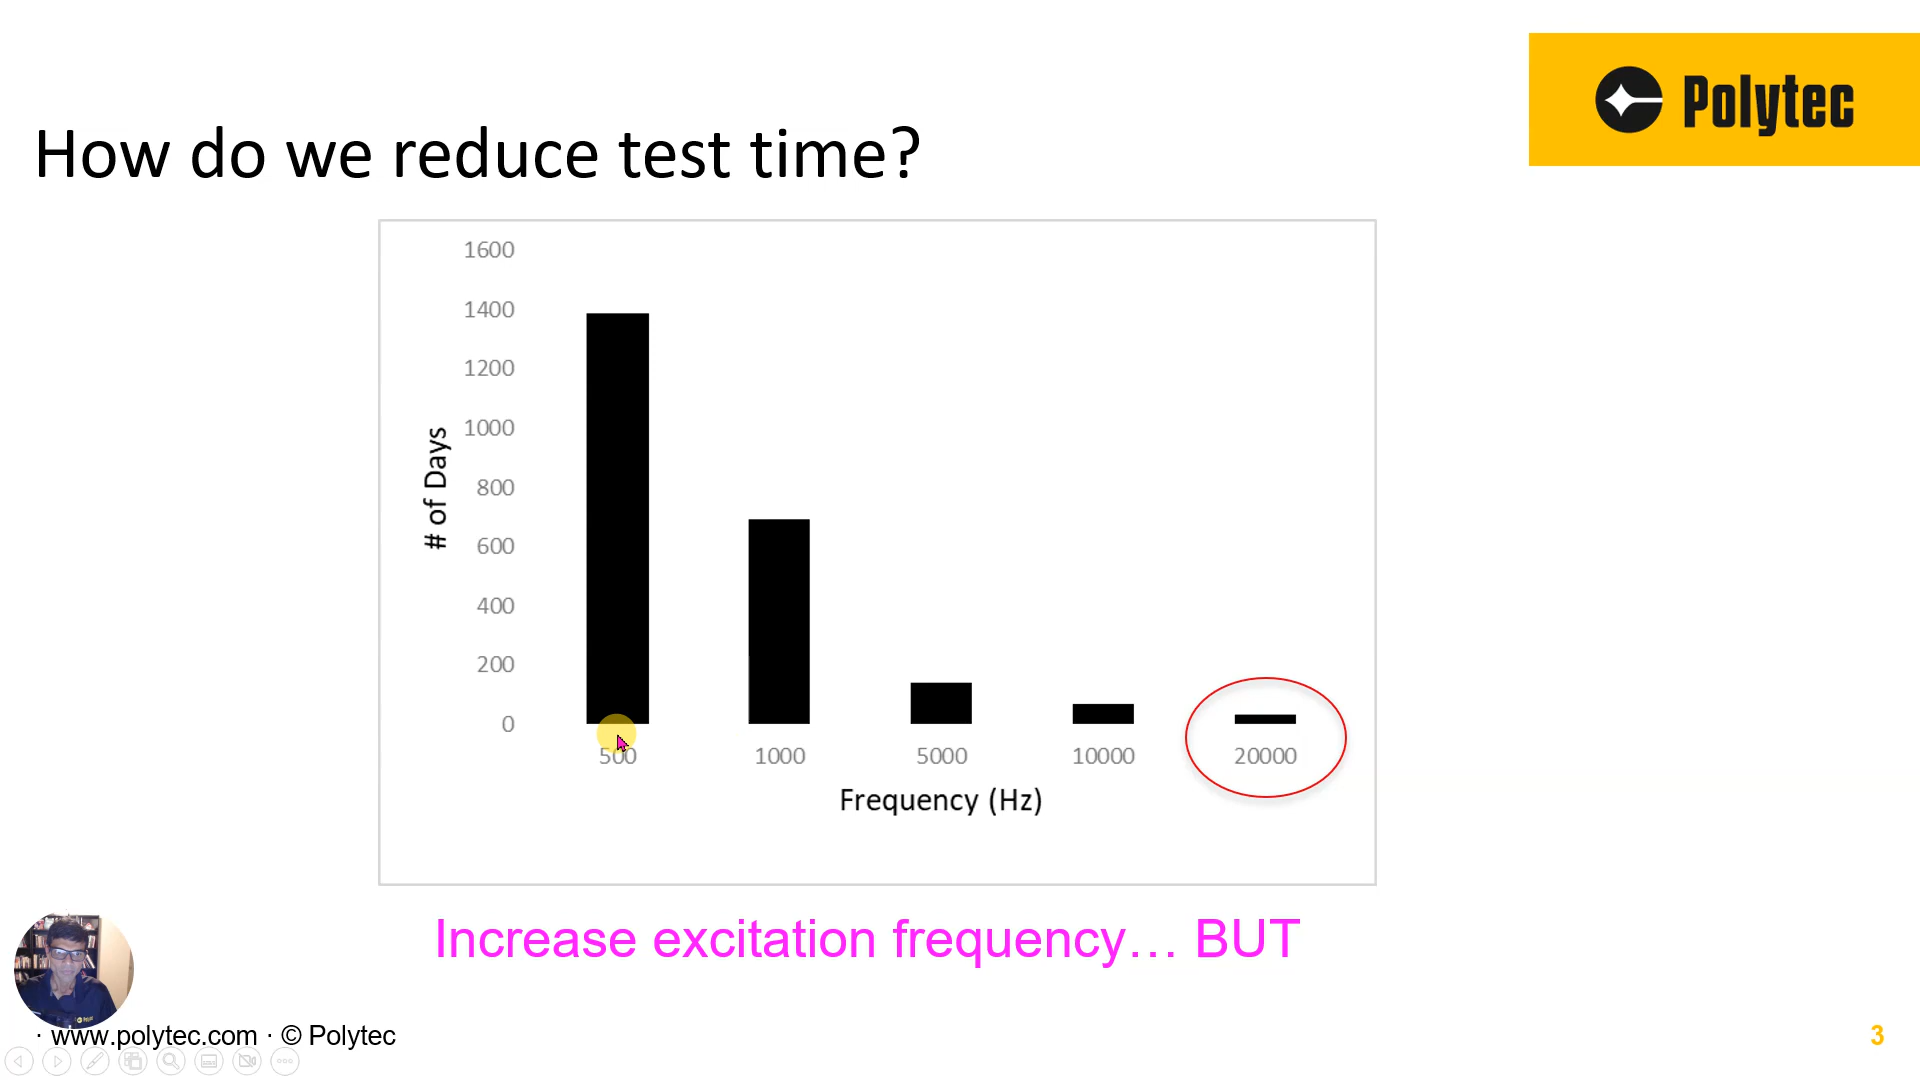 Polytec
How do we reduce test time?
1600
1400
1200
1000
800
600
400
200
0
# of Days
500 1000 5000 10000 20000
Frequency (Hz)
Increase excitation frequency... BUT
· www.polytec.com · © Polytec
3